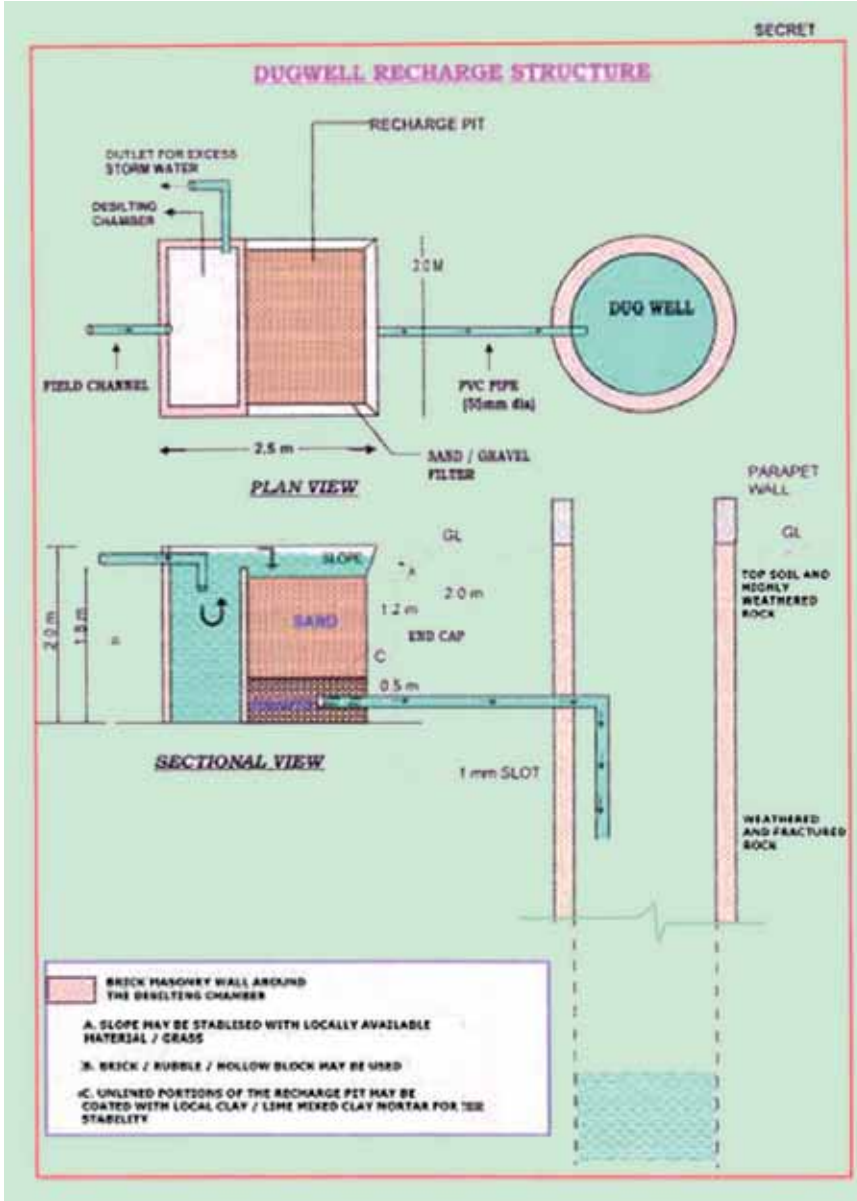 SECRET
DUGWELL RECHARGE STRUCTURE
RECHARGE PIT
OUTLET FOR EXCESS
STORM WATER
DESILTING
CHAMBER
2.0 M
DUG WELL
FIELD CHANNEL
PVC PIPE
(55mm dia)
2.5 m
SAND / GRAVEL
FILTER
PLAN VIEW
PARAPET
WALL
GL
GL
SLOPE
A
TOP SOIL AND
HIGHLY
WEATHERED
ROCK
2.0 m
1.5 m
B
SAND
1.2 m
2.0 m
END CAP
C
0.5 m
SECTIONAL VIEW
1 mm SLOT
WEATHERED
AND FRACTURED
ROCK
BRICK MASONRY WALL AROUND
THE DESILTING CHAMBER
A. SLOPE MAY BE STABLISED WITH LOCALLY AVAILABLE
MATERIAL / GRASS
B. BRICK / RUBBLE / HOLLOW BLOCK MAY BE USED
C. UNLINED PORTIONS OF THE RECHARGE PIT MAY BE
COATED WITH LOCAL CLAY / LIME MIXED CLAY MORTAR FOR
STABILITY